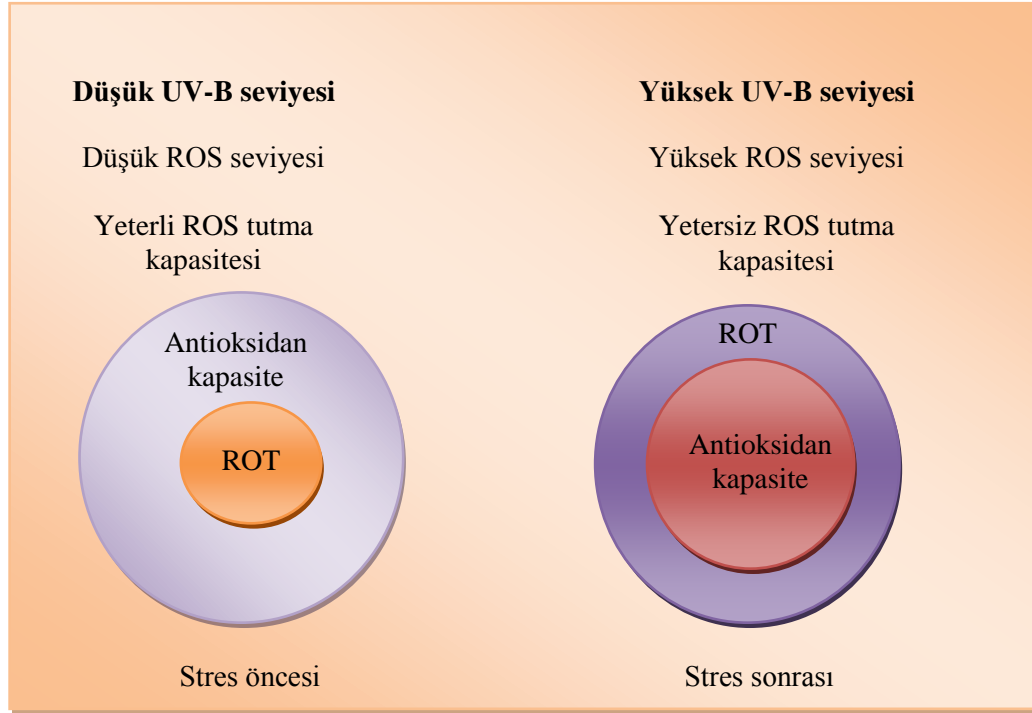 Düşük UV-B seviyesi
Düşük ROS seviyesi
Yeterli ROS tutma
kapasitesi
Antioksidan
kapasite
ROT
Stres öncesi
Yüksek UV-B seviyesi
Yüksek ROS seviyesi
Yetersiz ROS tutma
kapasitesi
ROT
Antioksidan
kapasite
Stres sonrası